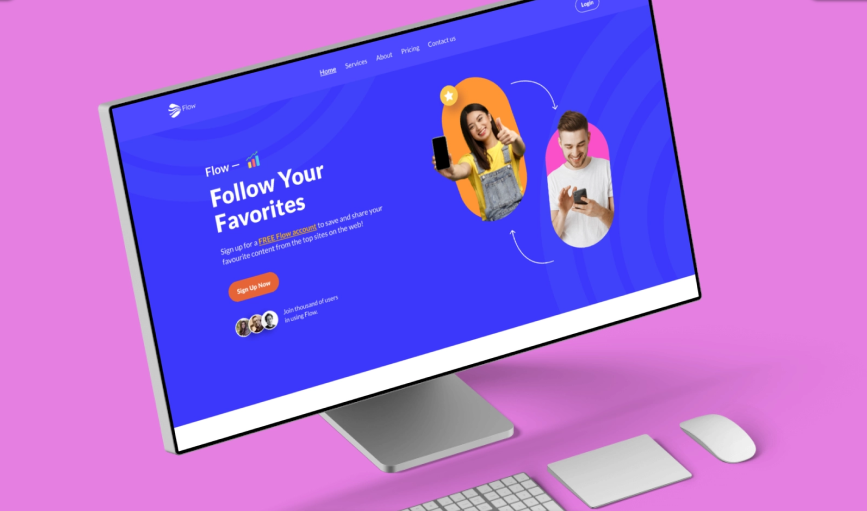 Login
Home Services About Pricing Contact us
Flow
Flow —
Follow Your
Favorites
Sign up for a FREE Flow account to save and share your
favourite content from the top sites on the web!
Sign Up Now
Join thousand of users
in using Flow.